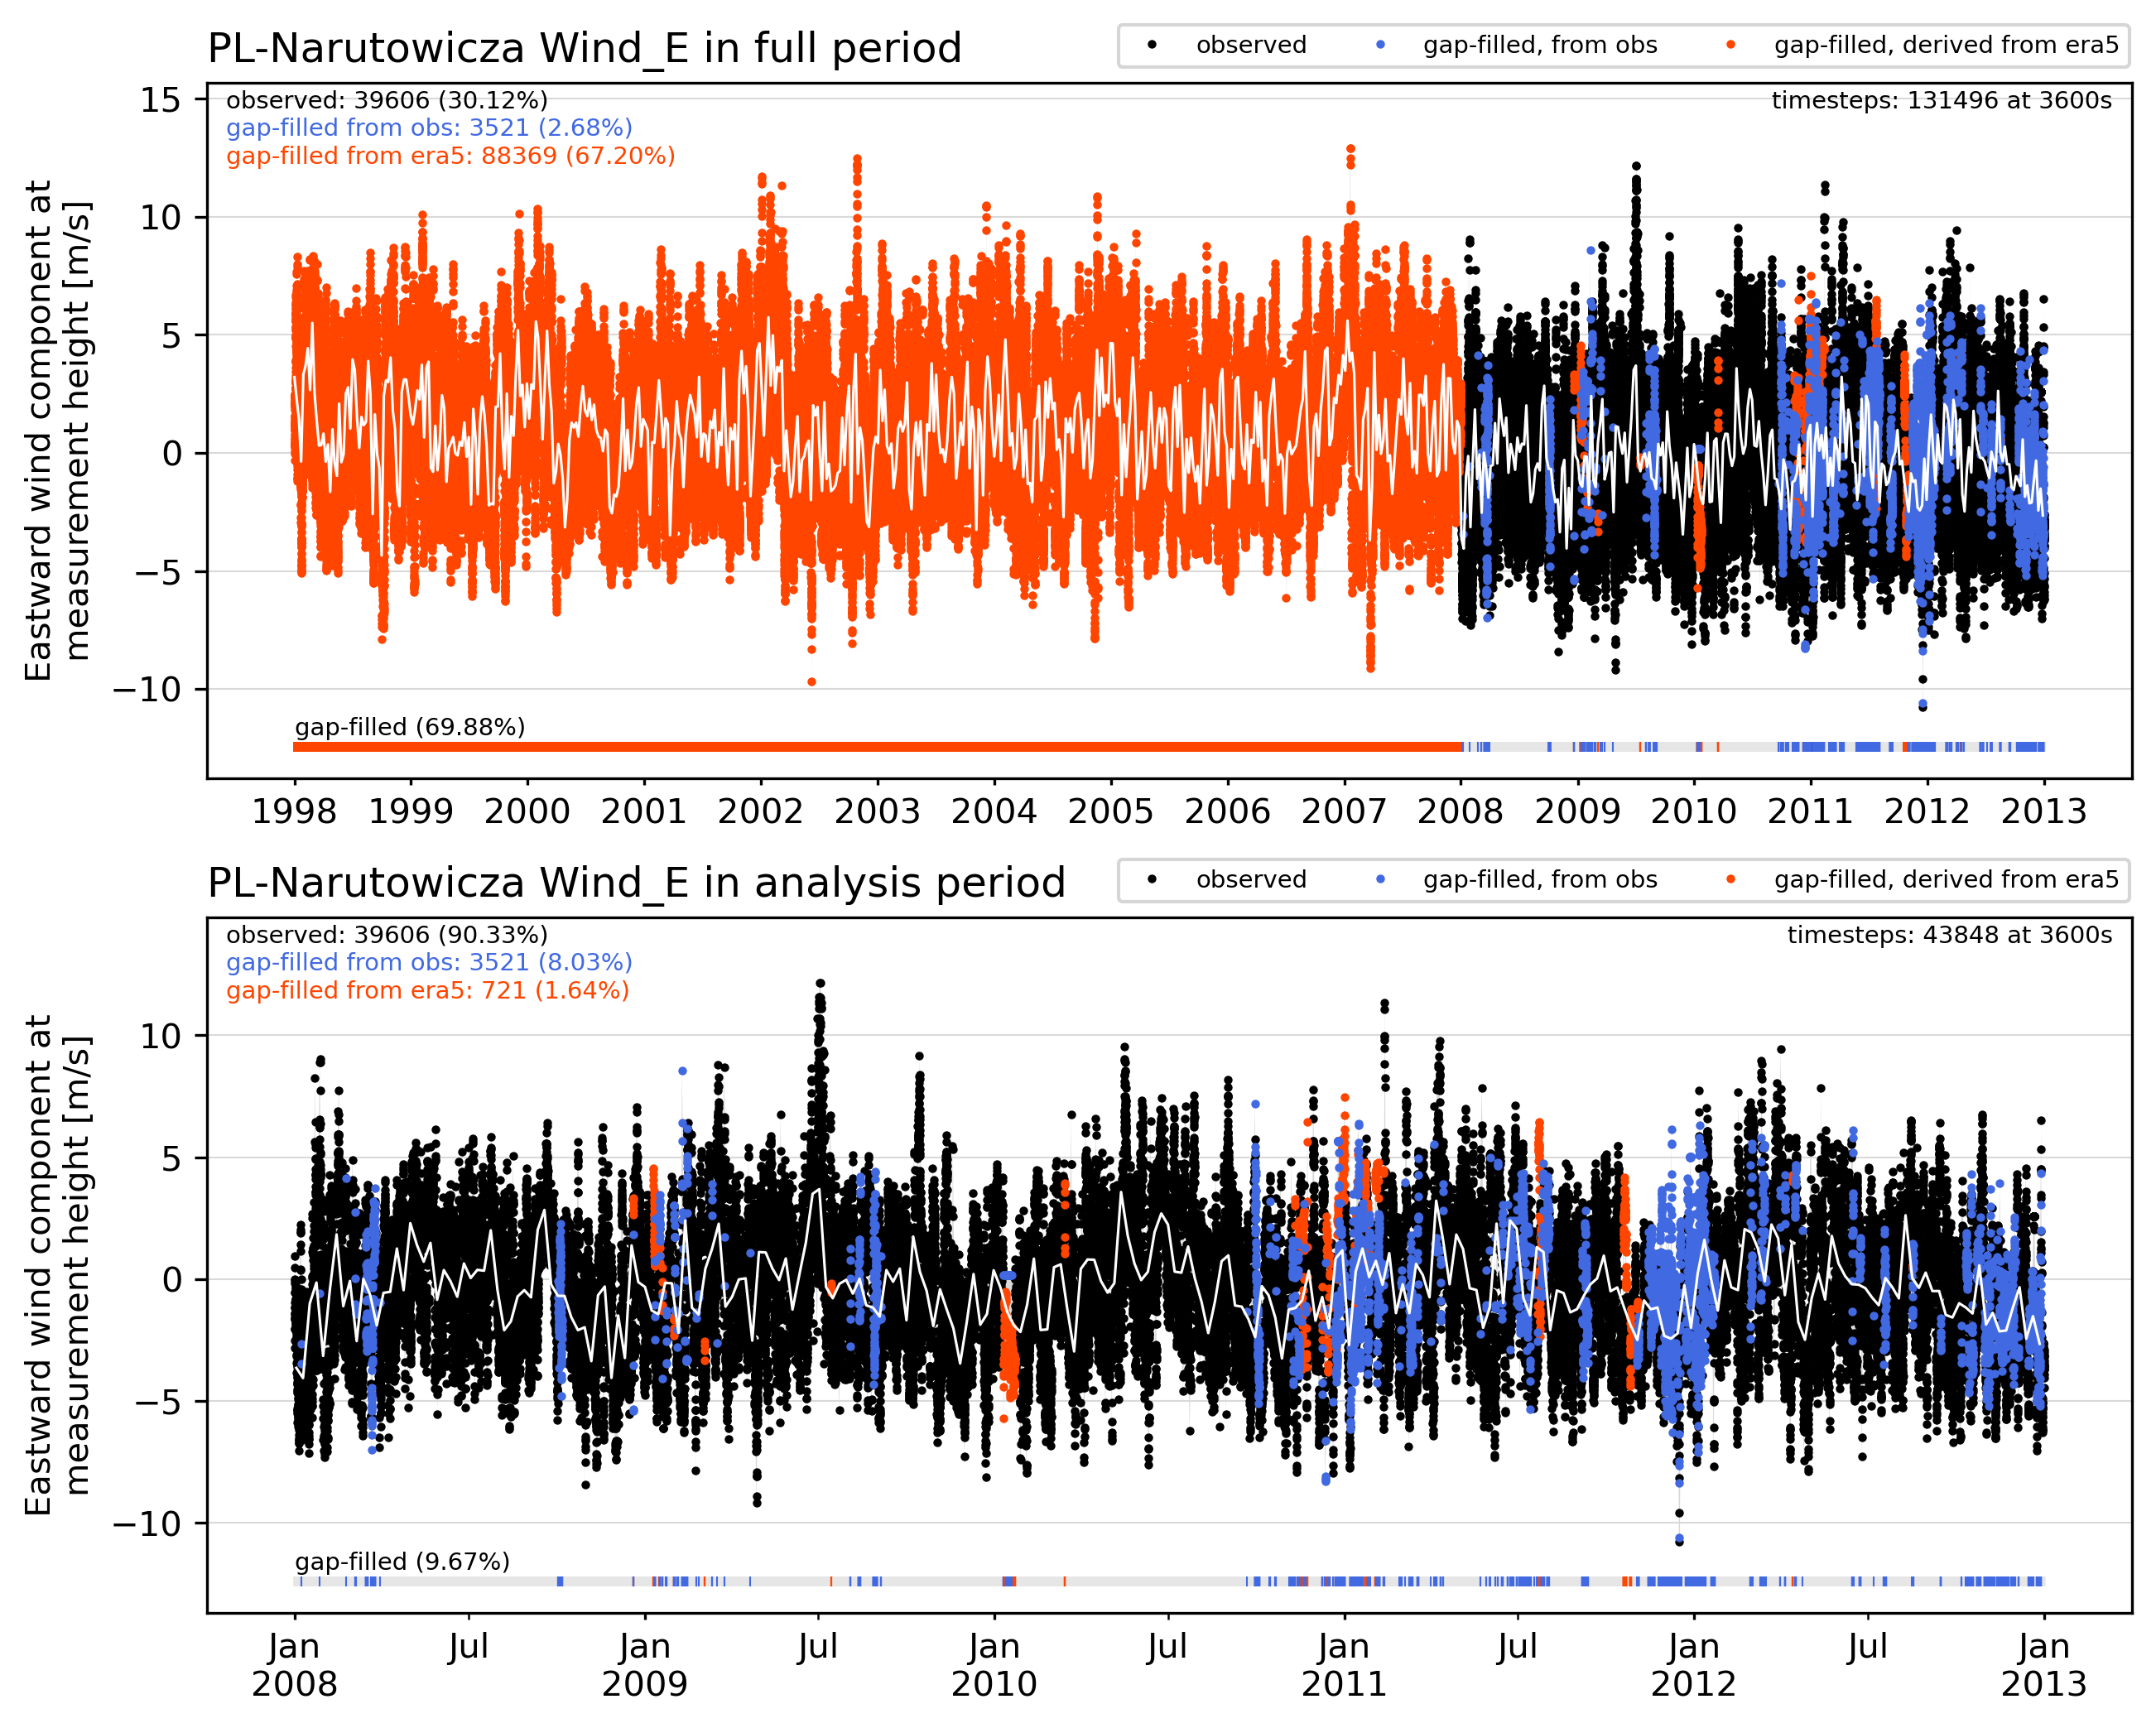 PL-Narutowicza Wind_E in full period
observed
gap-filled, from obs
gap-filled, derived from era5
observed: 39606 (30.12%)
gap-filled from obs: 3521 (2.68%)
gap-filled from era5: 88369 (67.20%)
timesteps: 131496 at 3600s
Eastward wind component at
measurement height [m/s]
15
10
5
0
−5
−10
gap-filled (69.88%)
1998 1999 2000 2001 2002 2003 2004 2005 2006 2007 2008 2009 2010 2011 2012 2013
PL-Narutowicza Wind_E in analysis period
observed
gap-filled, from obs
gap-filled, derived from era5
observed: 39606 (90.33%)
gap-filled from obs: 3521 (8.03%)
gap-filled from era5: 721 (1.64%)
timesteps: 43848 at 3600s
Eastward wind component at
measurement height [m/s]
10
5
0
−5
−10
gap-filled (9.67%)
Jan Jul Jan Jul Jan Jul Jan Jul Jan Jul Jan
2008 2009 2010 2011 2012 2013